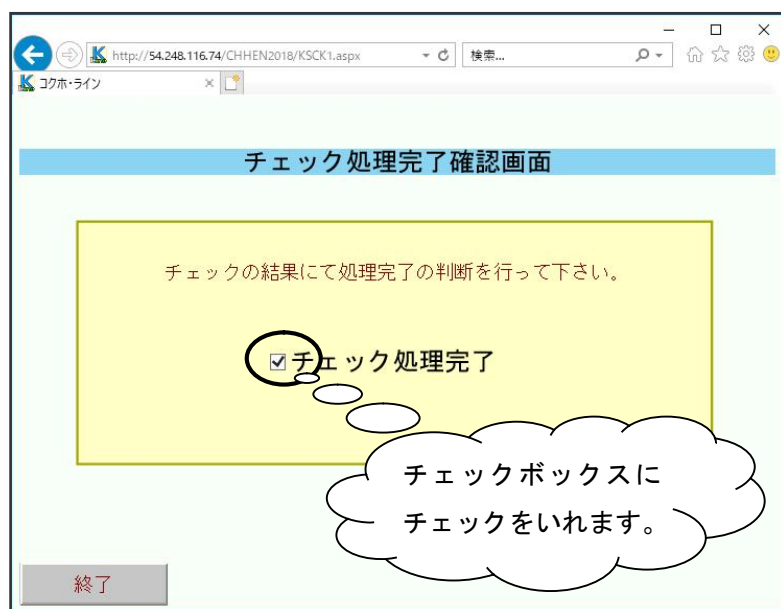 http://54.248.116.74/CHHEN2018/KSCK1.aspx
検索...
コクホ・ライン
チェック処理完了確認画面
チェックの結果にて処理完了の判断を行って下さい。
チェック処理完了
チェックボックスに
チェックをいれます。
終了